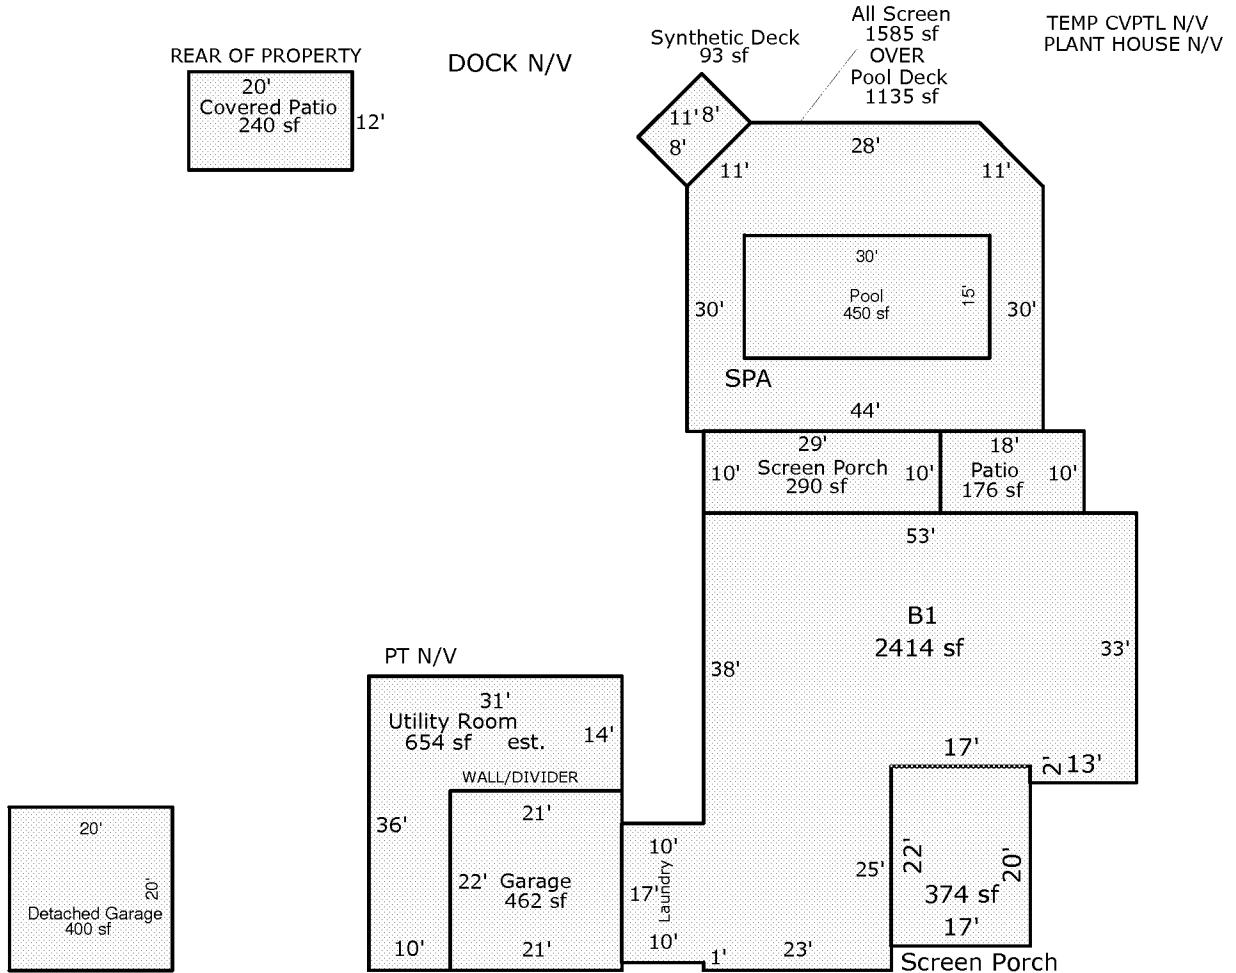 All Screen
1585 sf
OVER
Pool Deck
1135 sf
TEMP CVPTL N/V
PLANT HOUSE N/V
Synthetic Deck
93 sf
REAR OF PROPERTY
DOCK N/V
20'
Covered Patio
240 sf
12'
11'
8'
8'
11'
28'
11'
30'
Pool
450 sf
15'
30'
30'
SPA
44'
29'
10'
Screen Porch
290 sf
10'
18'
Patio
176 sf
10'
53'
B1
2414 sf
38'
33'
PT N/V
31'
Utility Room
654 sf est.
14'
WALL/DIVIDER
17'
2'
13'
36'
21'
22'
Garage
462 sf
10'
21'
10'
17'
Laundry
10'
1'
23'
25'
22'
20'
374 sf
17'
Screen Porch
20'
20'
Detached Garage
400 sf